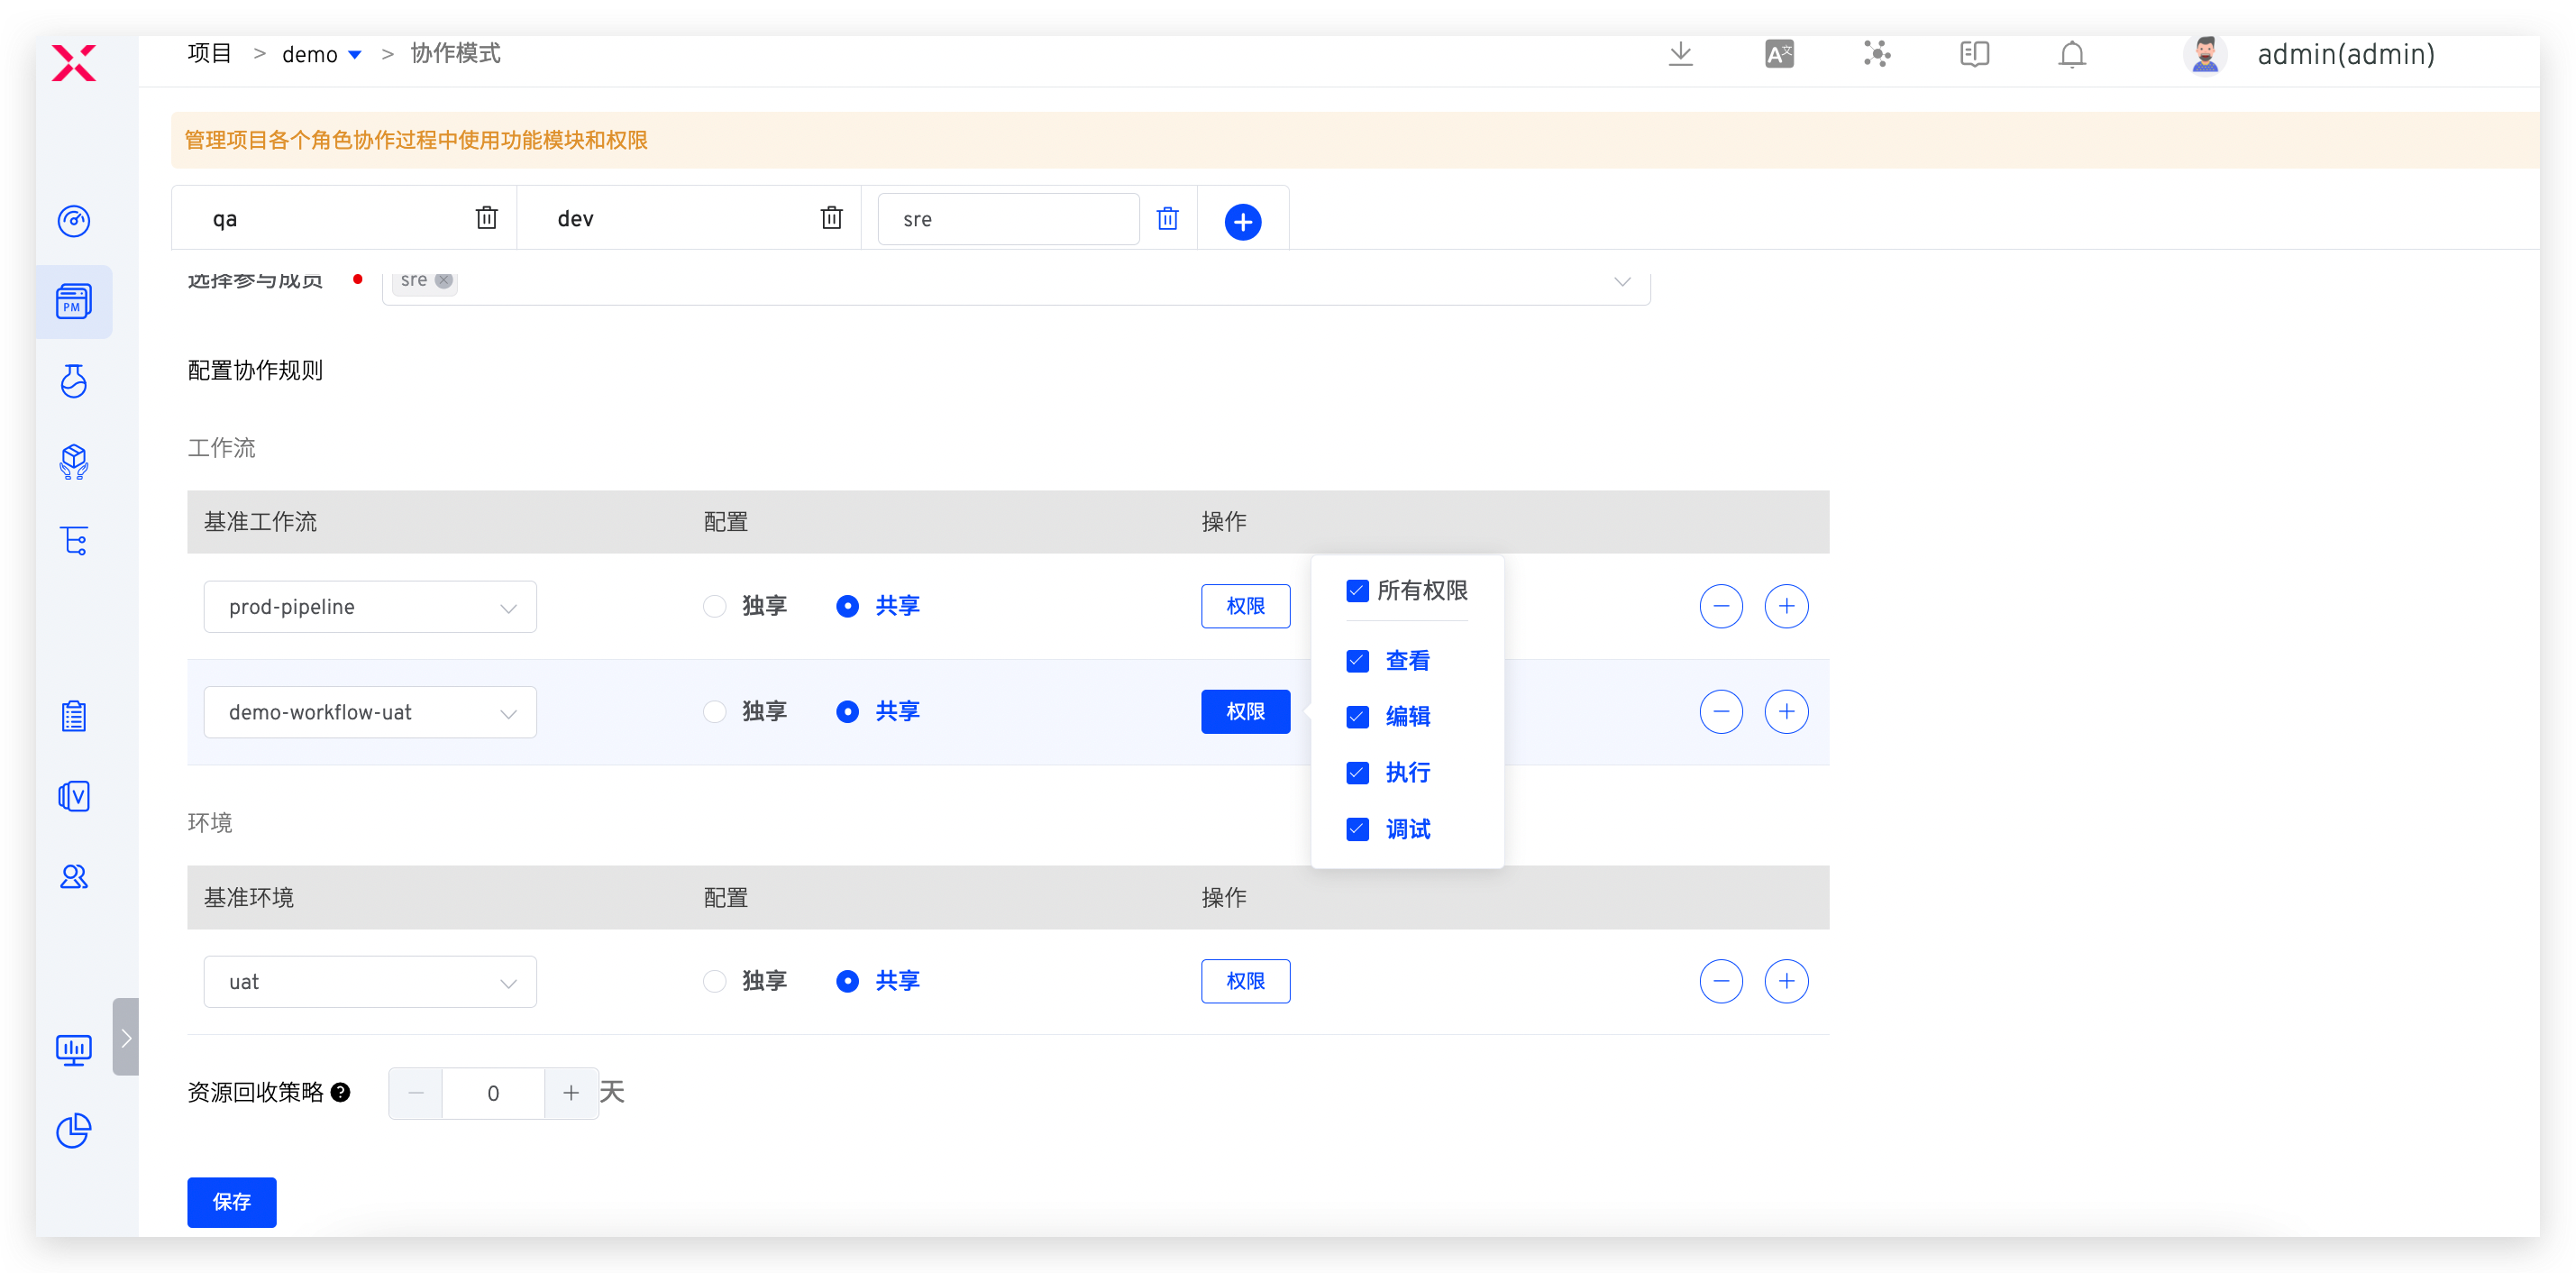 项目 > demo > 协作模式
admin(admin)
管理项目各个角色协作过程中使用功能模块和权限
qa dev sre
选择参与成员 sre
配置协作规则
工作流
基准工作流 配置 操作
prod-pipeline 独享 共享 权限
demo-workflow-uat 独享 共享 权限
所有权限
查看
编辑
执行
调试
环境
基准环境 配置 操作
uat 独享 共享 权限
资源回收策略 ? 0 天
保存
PM
V
A文